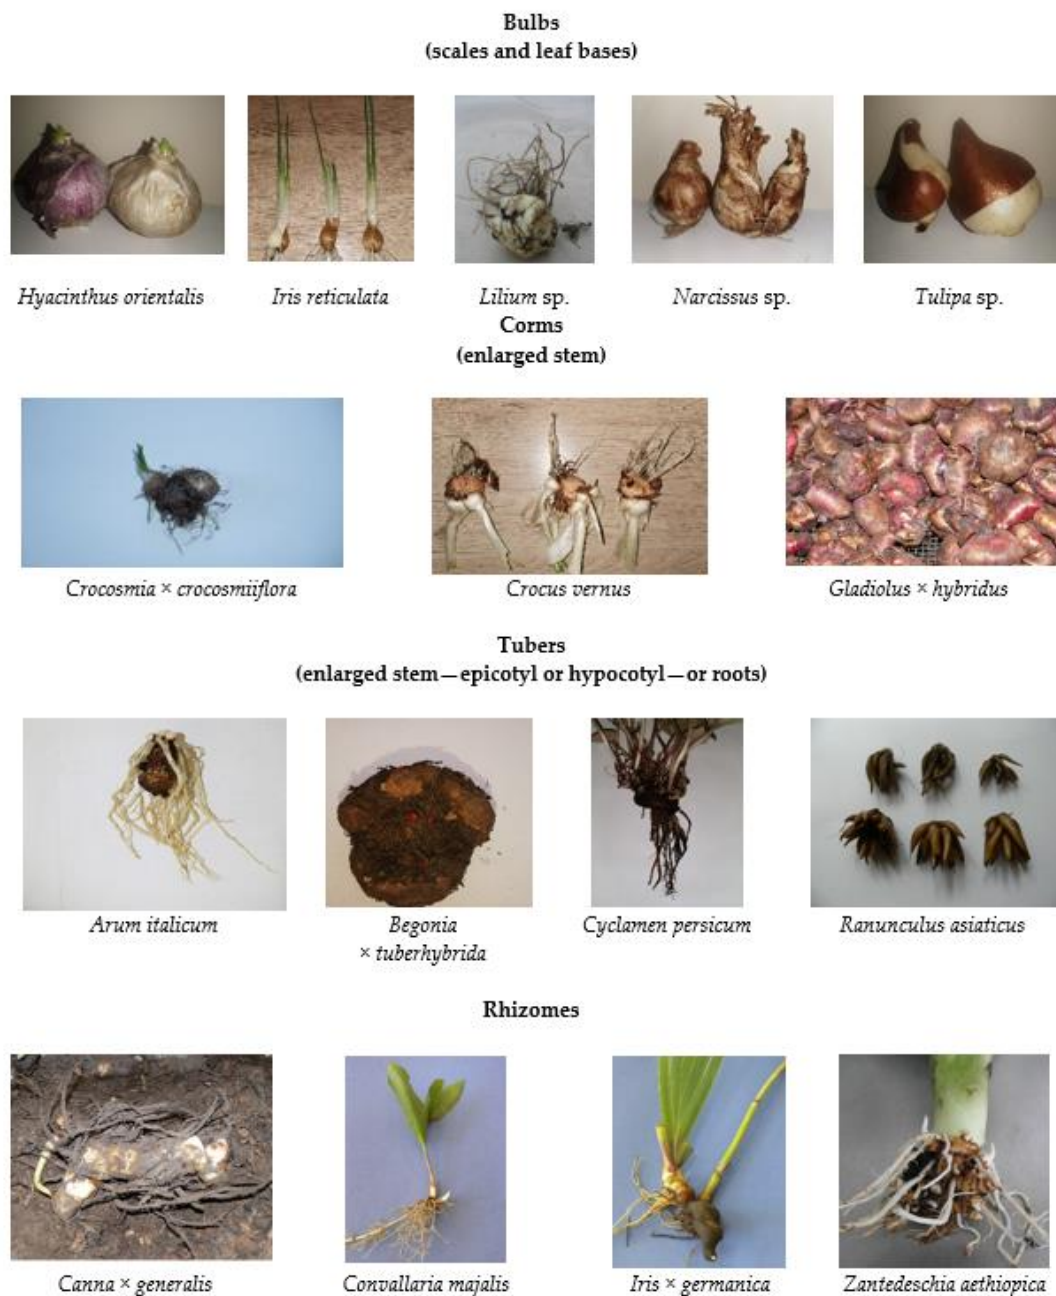 Bulbs
(scales and leaf bases)
Hyacinthus orientalis
Iris reticulata
Lilium sp.
Narcissus sp.
Tulipa sp.
Corms
(enlarged stem)
Crocosmia × crocosmiiflora
Crocus vernus
Gladiolus × hybridus
Tubers
(enlarged stem—epicotyl or hypocotyl—or roots)
Arum italicum
Begonia
× tuberhybrida
Cyclamen persicum
Ranunculus asiaticus
Rhizomes
Canna × generalis
Convallaria majalis
Iris × germanica
Zantedeschia aethiopica